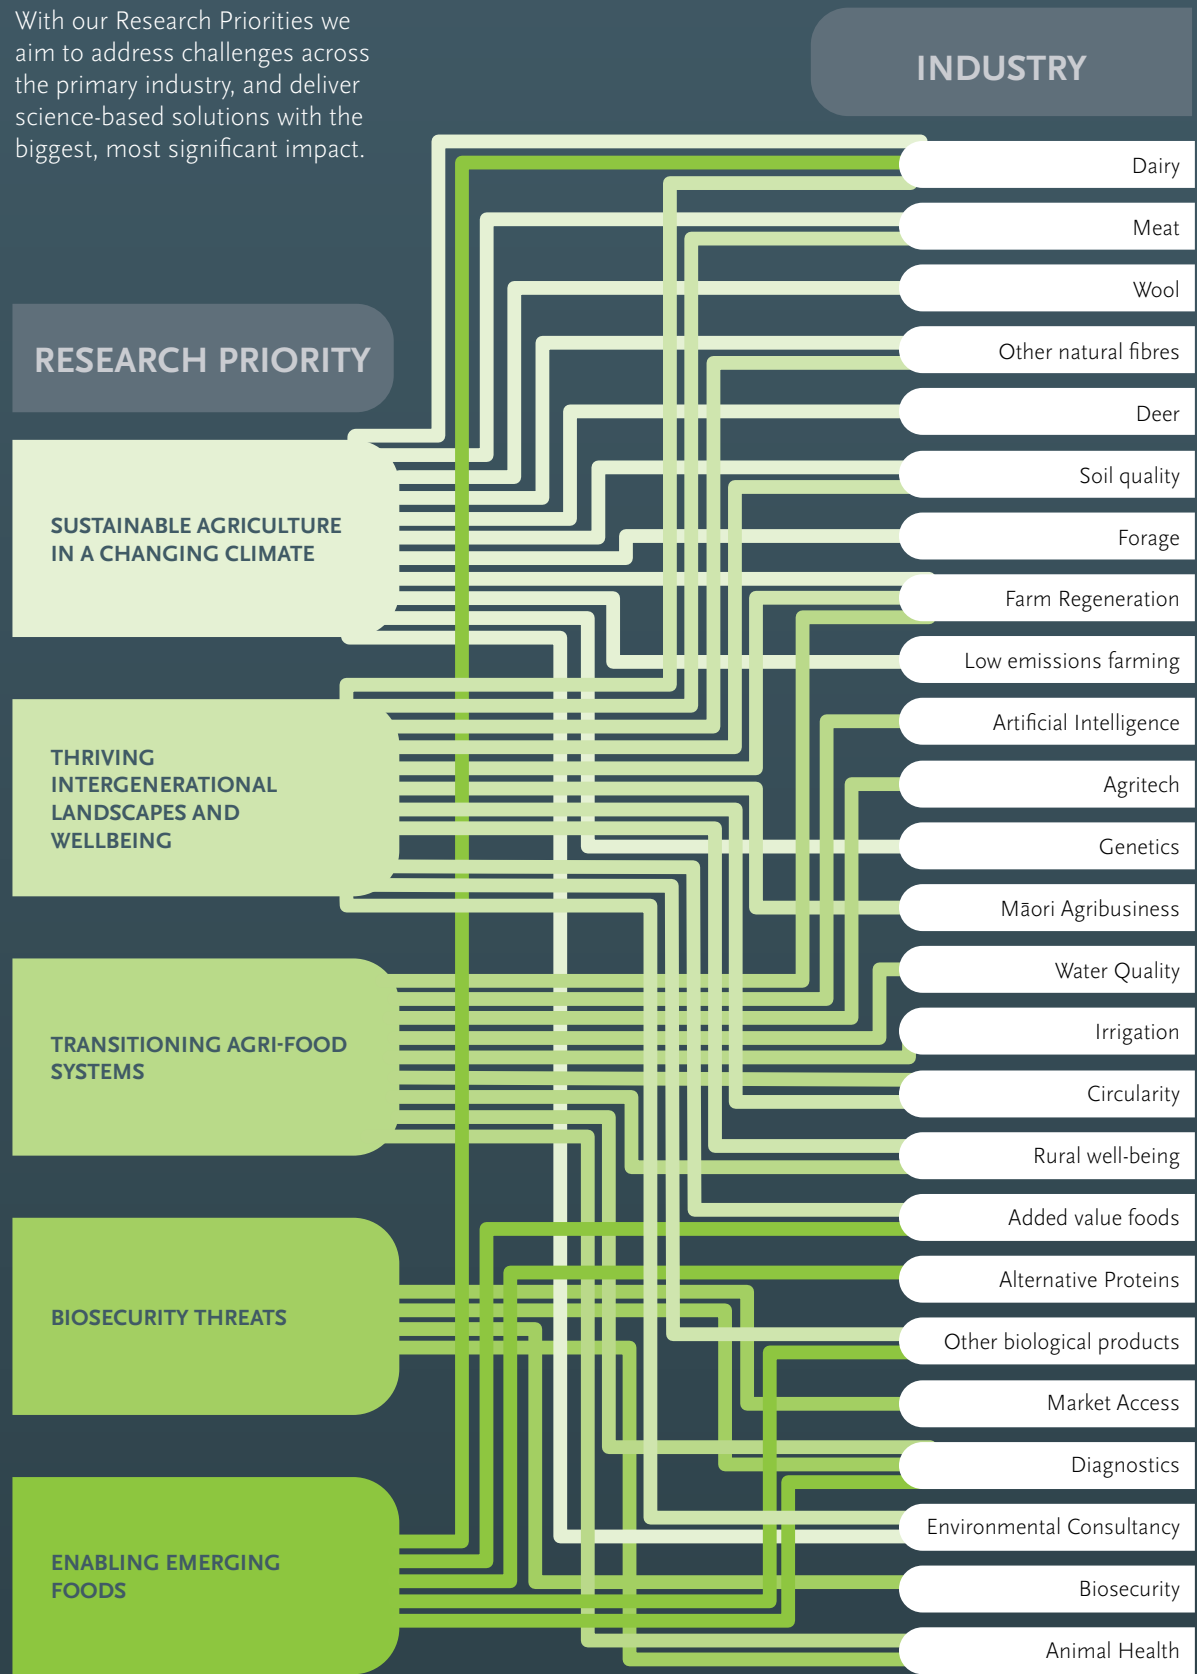 With our Research Priorities we
aim to address challenges across
the primary industry, and deliver
science-based solutions with the
biggest, most significant impact.
RESEARCH PRIORITY
SUSTAINABLE AGRICULTURE
IN A CHANGING CLIMATE
THRIVING
INTERGENERATIONAL
LANDSCAPES AND
WELLBEING
TRANSITIONING AGRI-FOOD
SYSTEMS
BIOSECURITY THREATS
ENABLING EMERGING
FOODS
INDUSTRY
Dairy
Meat
Wool
Other natural fibres
Deer
Soil quality
Forage
Farm Regeneration
Low emissions farming
Artificial Intelligence
Agritech
Genetics
Māori Agribusiness
Water Quality
Irrigation
Circularity
Rural well-being
Added value foods
Alternative Proteins
Other biological products
Market Access
Diagnostics
Environmental Consultancy
Biosecurity
Animal Health